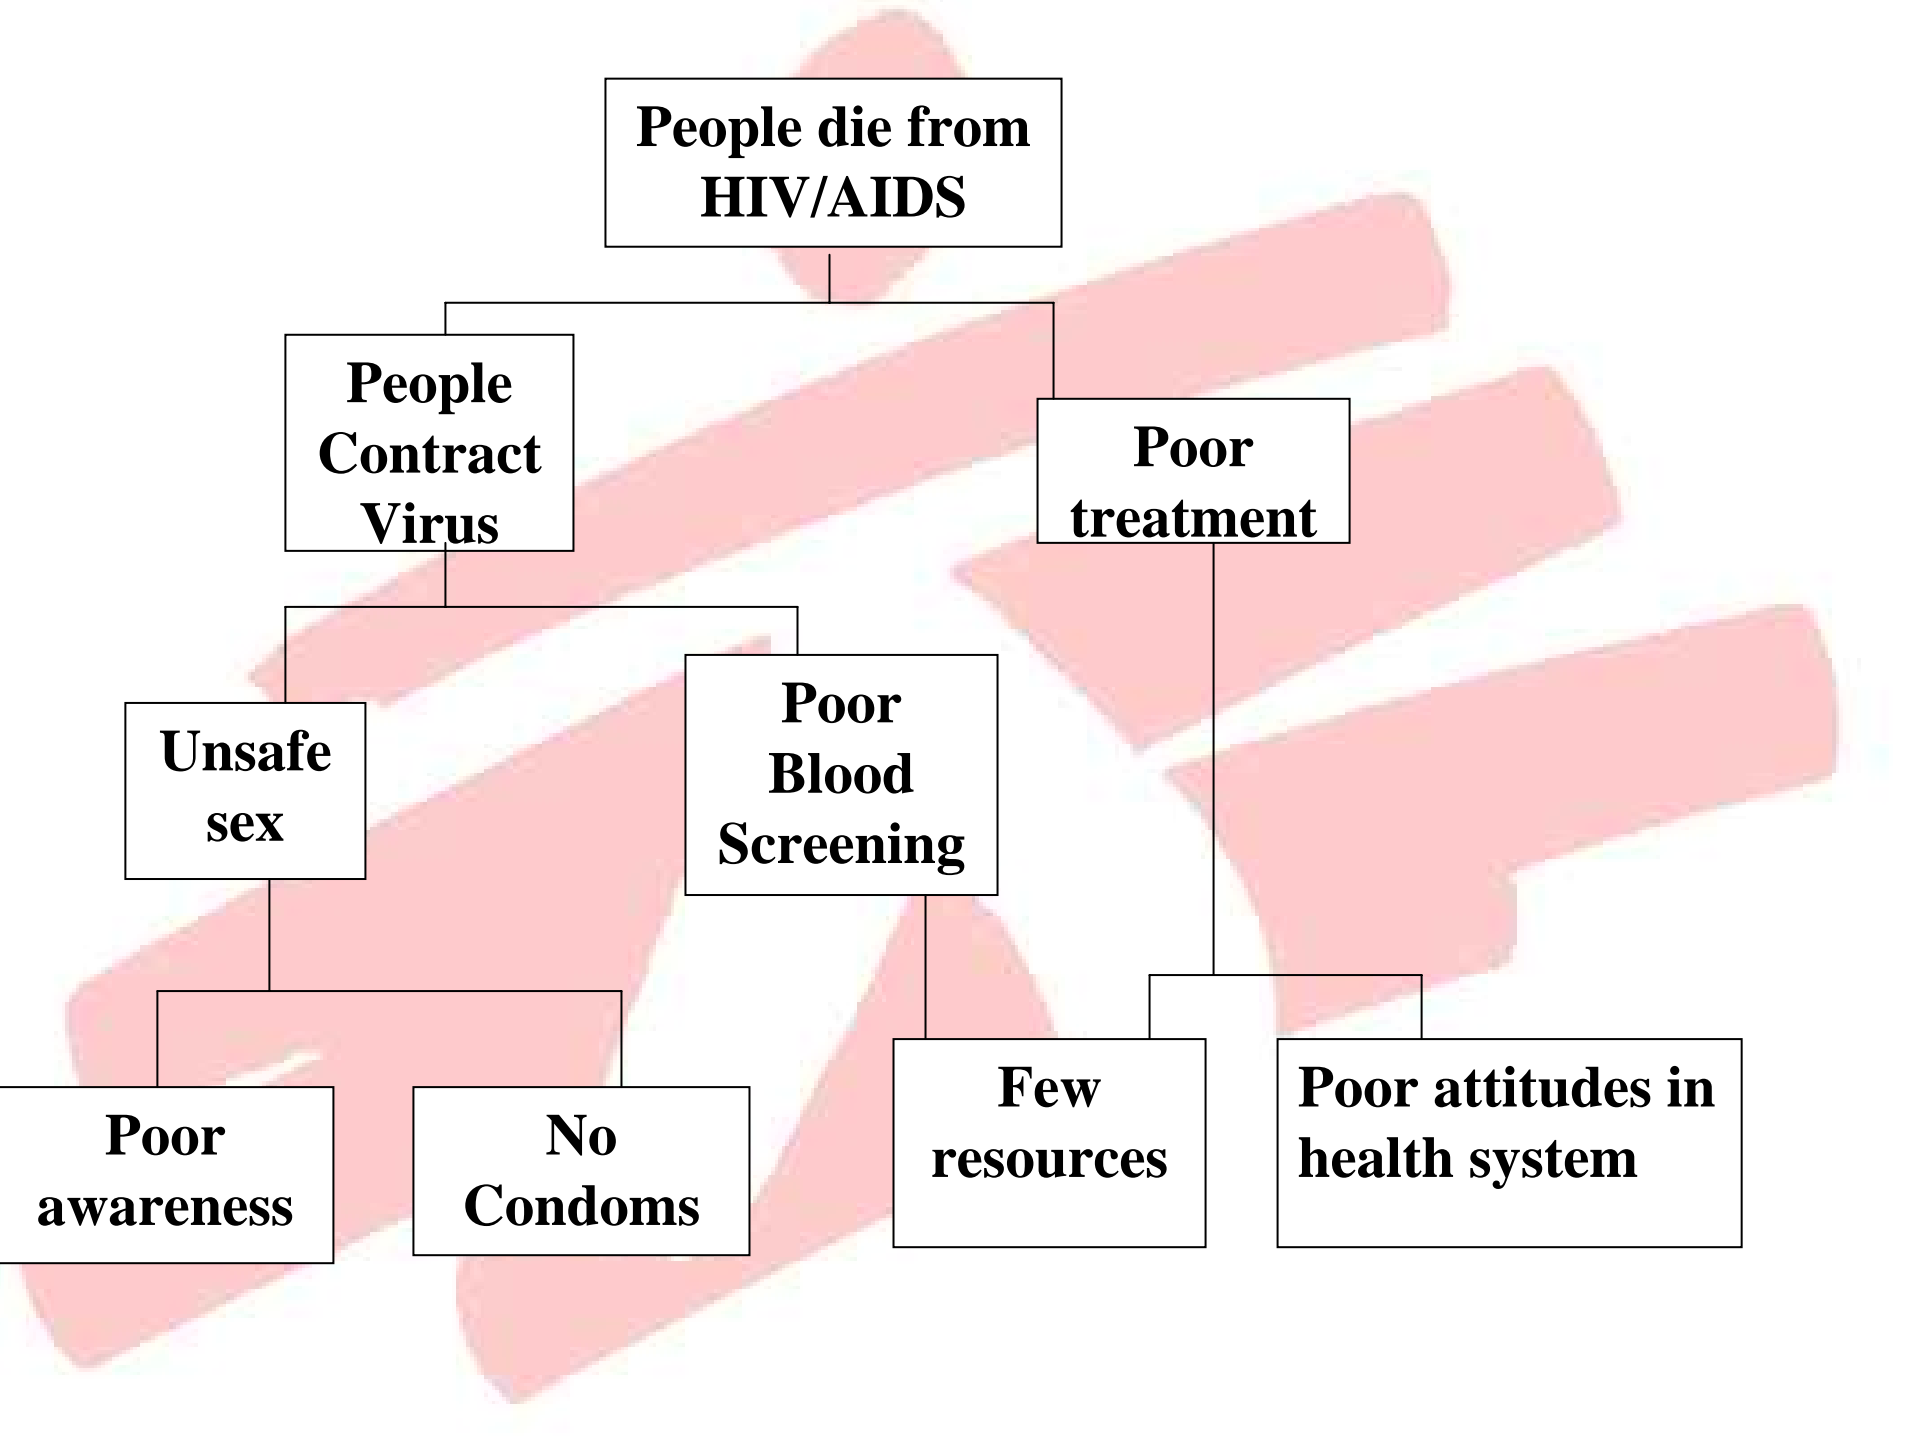 People die from
HIV/AIDS
People
Contract
Virus
Poor
treatment
Unsafe
sex
Poor
Blood
Screening
Poor
awareness
No
Condoms
Few
resources
Poor attitudes in
health system